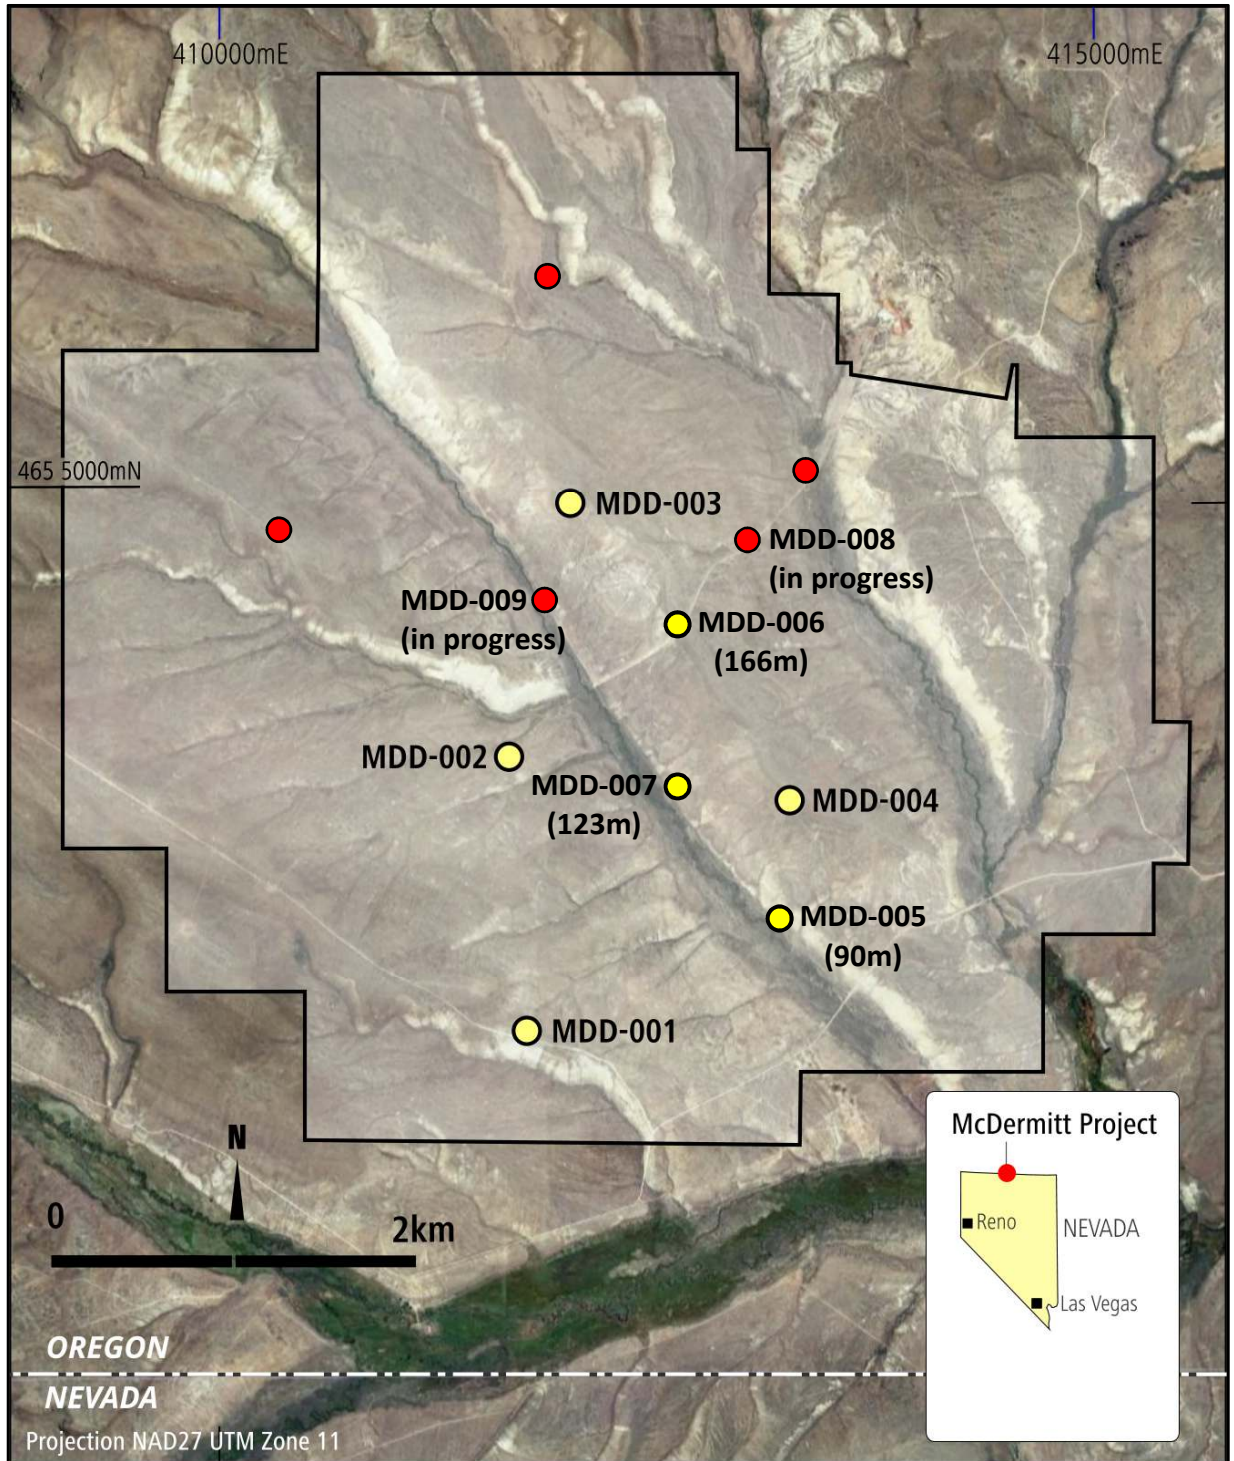 410000mE
415000mE
465 5000mN
MDD-003
MDD-008
(in progress)
MDD-009
(in progress)
MDD-006
(166m)
MDD-002
MDD-007
(123m)
MDD-004
MDD-005
(90m)
MDD-001
N
0
2km
McDermitt Project
Reno
NEVADA
Las Vegas
OREGON
NEVADA
Projection NAD27 UTM Zone 11